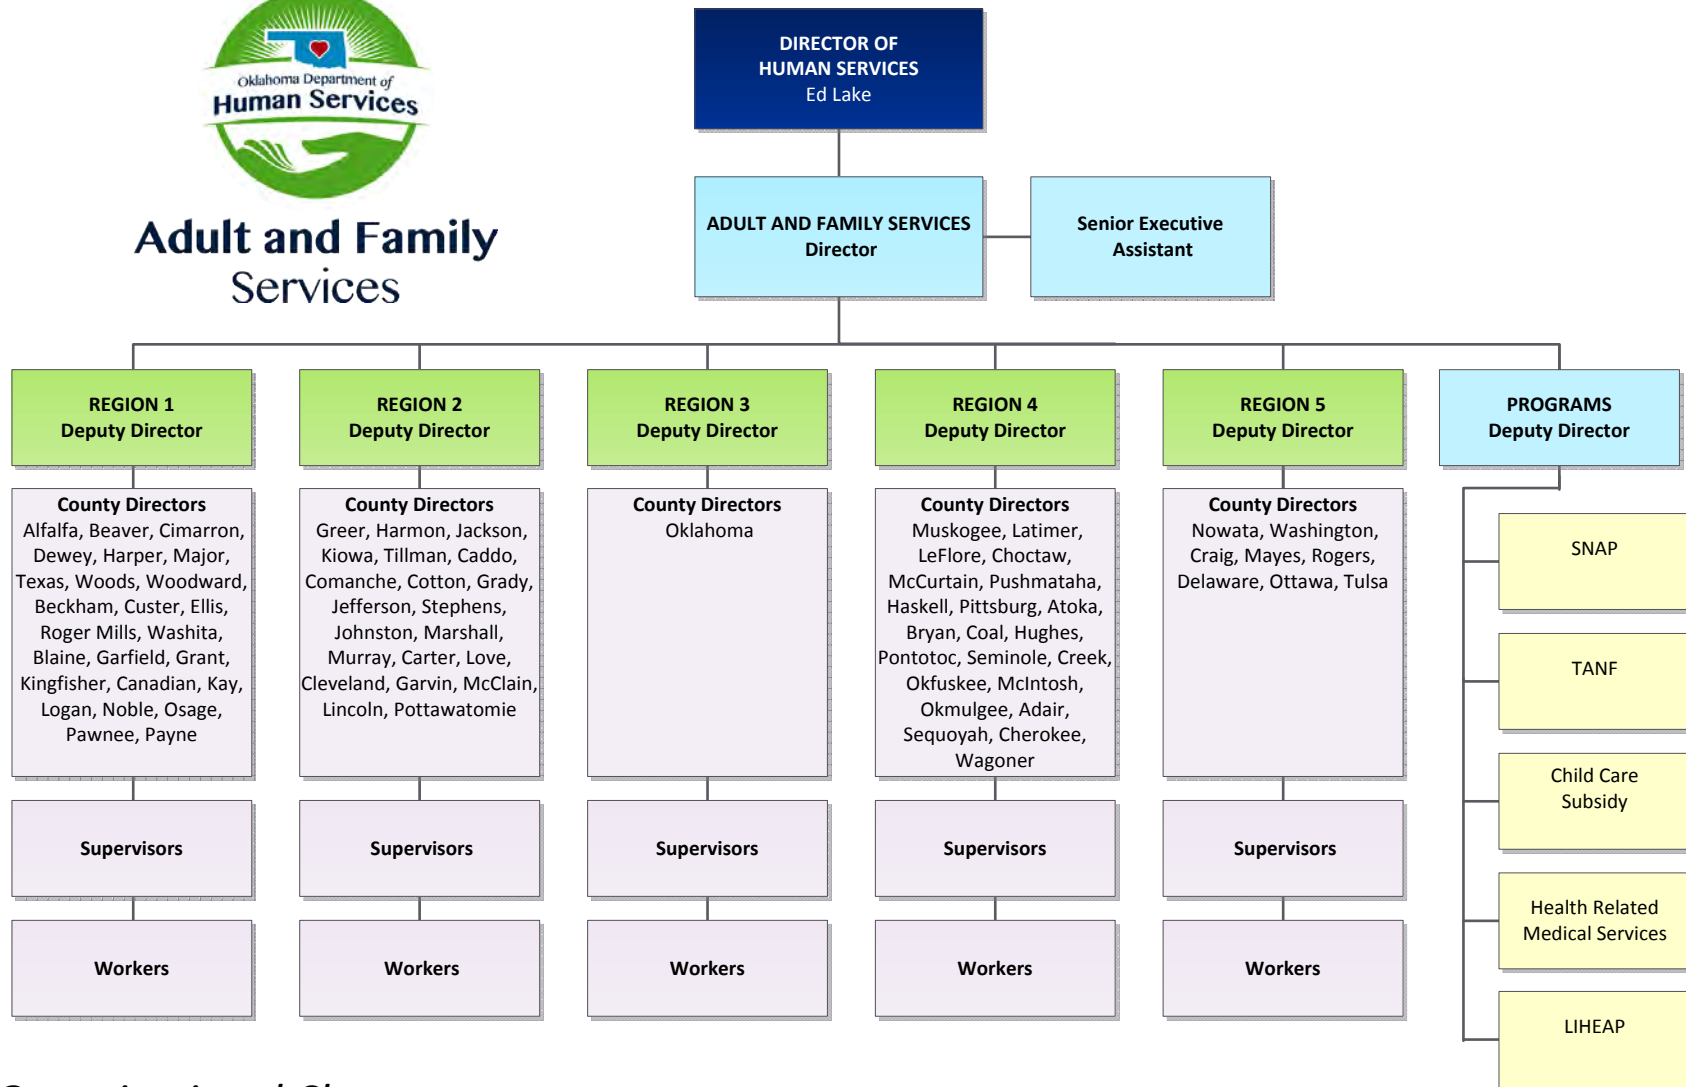 Oklahoma Department of
Human Services
Adult and Family
Services
DIRECTOR OF
HUMAN SERVICES
Ed Lake
ADULT AND FAMILY SERVICES
Director
Senior Executive
Assistant
REGION 1
Deputy Director
County Directors
Alfalfa, Beaver, Cimarron,
Dewey, Harper, Major,
Texas, Woods, Woodward,
Beckham, Custer, Ellis,
Roger Mills, Washita,
Blaine, Garfield, Grant,
Kingfisher, Canadian, Kay,
Logan, Noble, Osage,
Pawnee, Payne
Supervisors
Workers
REGION 2
Deputy Director
County Directors
Greer, Harmon, Jackson,
Kiowa, Tillman, Caddo,
Comanche, Cotton, Grady,
Jefferson, Stephens,
Johnston, Marshall,
Murray, Carter, Love,
Cleveland, Garvin, McClain,
Lincoln, Pottawatomie
Supervisors
Workers
REGION 3
Deputy Director
County Directors
Oklahoma
Supervisors
Workers
REGION 4
Deputy Director
County Directors
Muskogee, Latimer,
LeFlore, Choctaw,
McCurtain, Pushmataha,
Haskell, Pittsburg, Atoka,
Bryan, Coal, Hughes,
Pontotoc, Seminole, Creek,
Okfuskee, McIntosh,
Okmulgee, Adair,
Sequoyah, Cherokee,
Wagoner
Supervisors
Workers
REGION 5
Deputy Director
County Directors
Nowata, Washington,
Craig, Mayes, Rogers,
Delaware, Ottawa, Tulsa
Supervisors
Workers
PROGRAMS
Deputy Director
SNAP
TANF
Child Care
Subsidy
Health Related
Medical Services
LIHEAP